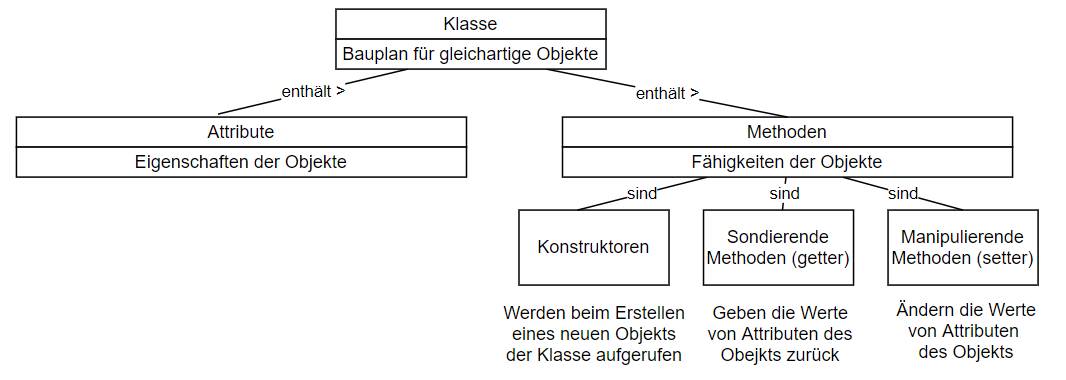 Klasse
Bauplan für gleichartige Objekte
enthält >
enthält >
Attribute
Eigenschaften der Objekte
Methoden
Fähigkeiten der Objekte
sind
sind
sind
Konstruktoren
Sondierende
Methoden (getter)
Manipulierende
Methoden (setter)
Werden beim Erstellen
eines neuen Objekts
der Klasse aufgerufen
Geben die Werte
von Attributen des
Obejkts zurück
Ändern die Werte
von Attributen
des Objekts